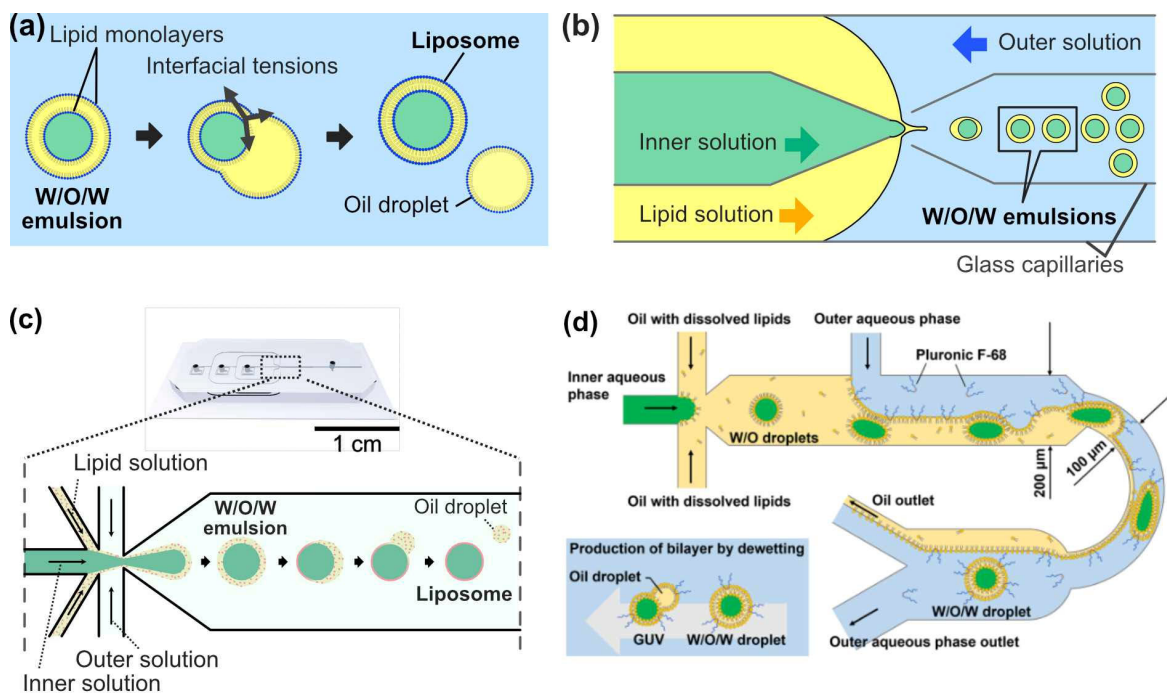 (a)
Lipid monolayers
Interfacial tensions
Liposome
W/O/W
emulsion
Oil droplet
(b)
Outer solution
Inner solution
Lipid solution
W/O/W emulsions
Glass capillaries
(c)
1 cm
Lipid solution
W/O/W
emulsion
Oil droplet
Liposome
Outer solution
Inner solution
(d)
Oil with dissolved lipids
Outer aqueous phase
Pluronic F-68
Inner aqueous
phase
W/O droplets
200 μm
100 μm
Oil with dissolved lipids
Oil outlet
Production of bilayer by dewetting
Oil droplet
GUV
W/O/W droplet
W/O/W droplet
Outer aqueous phase outlet